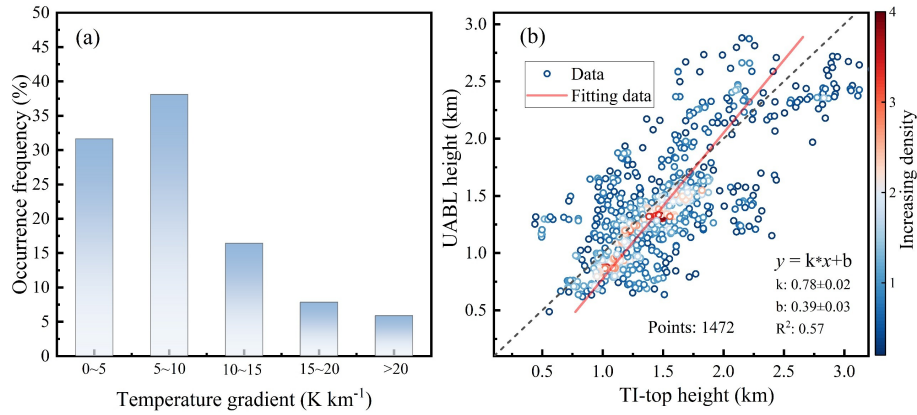 (a)
Occurrence frequency (%)
50
45
40
35
30
25
20
15
10
5
0
0~5 5~10 10~15 15~20 >20
Temperature gradient (K km⁻¹)
(b)
UABL height (km)
3.0
2.5
2.0
1.5
1.0
0.5
Data
Fitting data
y = k*x+b
k: 0.78±0.02
b: 0.39±0.03
R²: 0.57
Points: 1472
0.5 1.0 1.5 2.0 2.5 3.0
TI-top height (km)
4
3
2
1
Increasing density